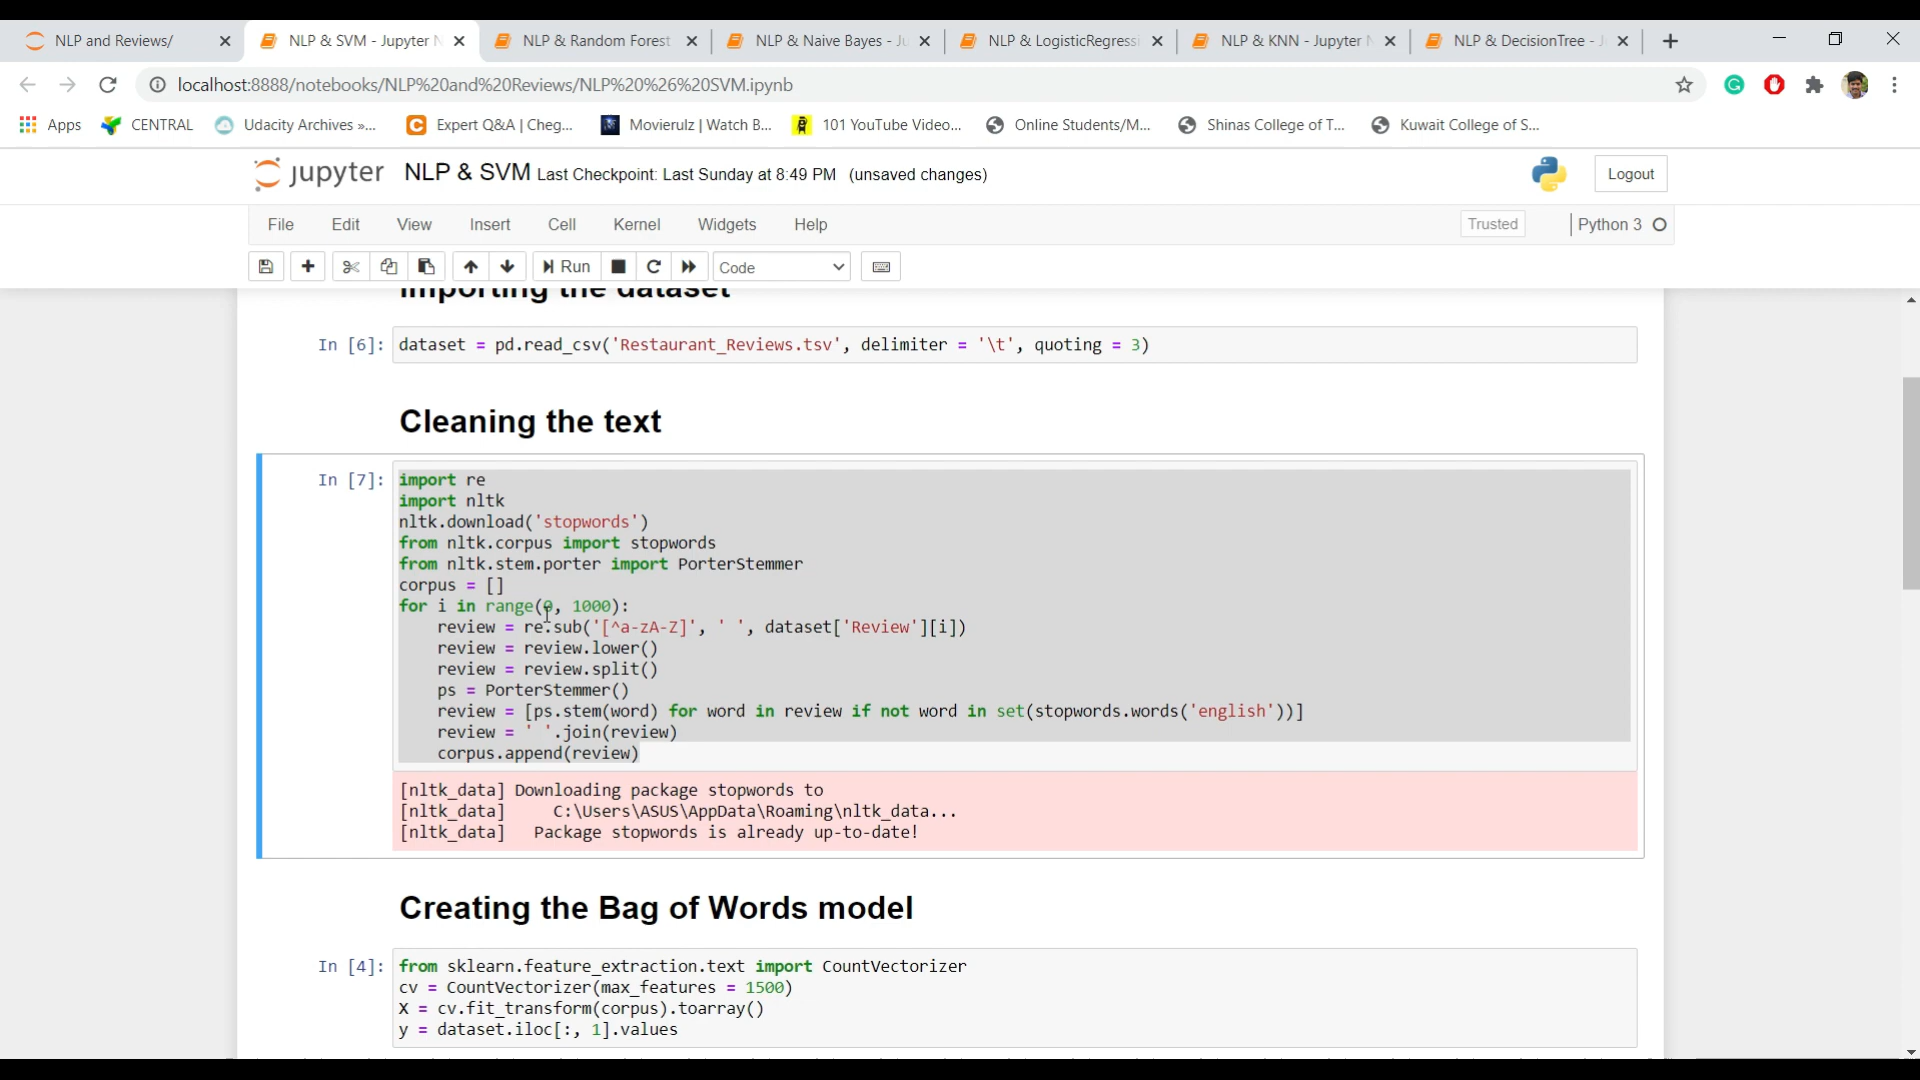 NLP and Reviews/
NLP & SVM - Jupyter N
NLP & Random Forest
NLP & Naive Bayes - Ju
NLP & LogisticRegressi
NLP & KNN - Jupyter N
NLP & DecisionTree - J
localhost:8888/notebooks/NLP%20and%20Reviews/NLP%20%26%20SVM.ipynb
Apps
CENTRAL
Udacity Archives »...
Expert Q&A | Cheg...
Movierulz | Watch B...
101 YouTube Video...
Online Students/M...
Shinas College of T...
Kuwait College of S...
jupyter NLP & SVM Last Checkpoint: Last Sunday at 8:49 PM (unsaved changes)
Logout
File Edit View Insert Cell Kernel Widgets Help
Trusted
Python 3
Run
Code
Importing the dataset
In [6]: dataset = pd.read_csv('Restaurant_Reviews.tsv', delimiter = '\t', quoting = 3)
Cleaning the text
In [7]: import re
import nltk
nltk.download('stopwords')
from nltk.corpus import stopwords
from nltk.stem.porter import PorterStemmer
corpus = []
for i in range(0, 1000):
    review = re.sub('[^a-zA-Z]', ' ', dataset['Review'][i])
    review = review.lower()
    review = review.split()
    ps = PorterStemmer()
    review = [ps.stem(word) for word in review if not word in set(stopwords.words('english'))]
    review = ' '.join(review)
    corpus.append(review)
[nltk_data] Downloading package stopwords to
[nltk_data]     C:\Users\ASUS\AppData\Roaming\nltk_data...
[nltk_data]   Package stopwords is already up-to-date!
Creating the Bag of Words model
In [4]: from sklearn.feature_extraction.text import CountVectorizer
cv = CountVectorizer(max_features = 1500)
X = cv.fit_transform(corpus).toarray()
y = dataset.iloc[:, 1].values